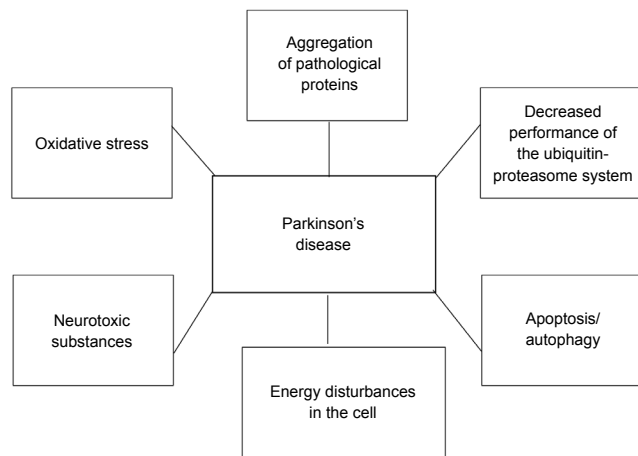 Aggregation
of pathological
proteins
Oxidative stress
Decreased
performance of
the ubiquitin-
proteasome system
Parkinson’s
disease
Neurotoxic
substances
Apoptosis/
autophagy
Energy disturbances
in the cell